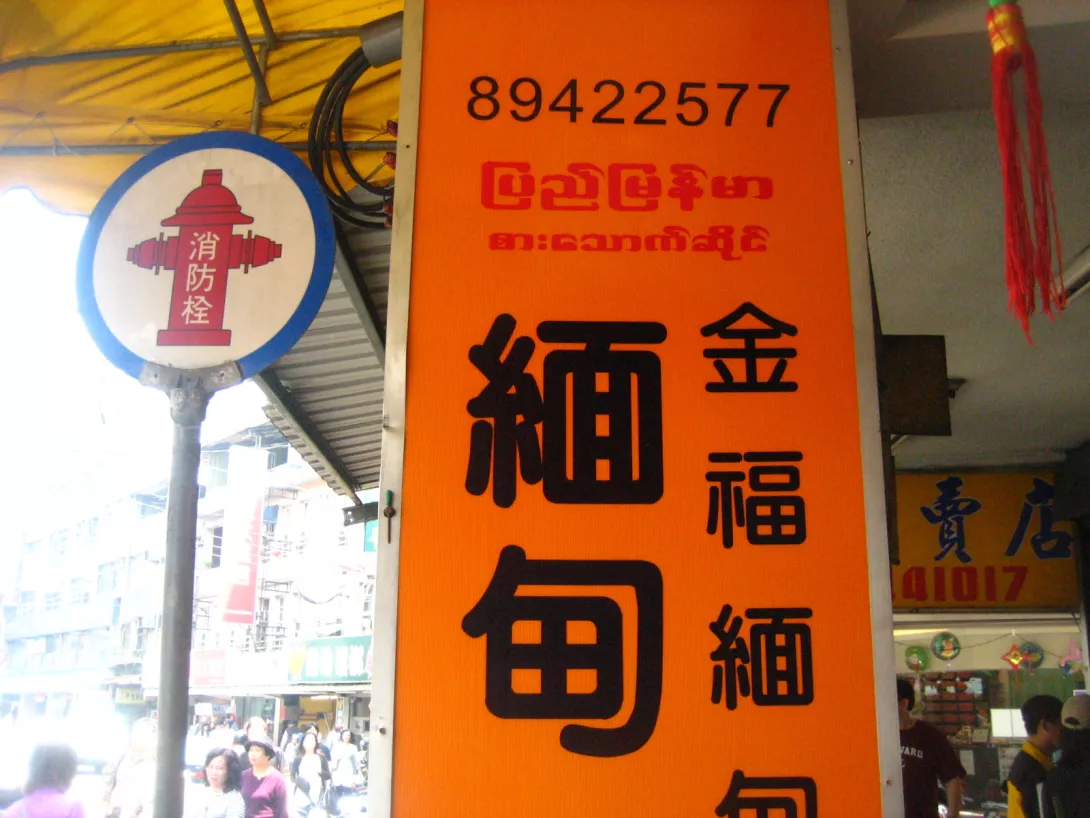 消防栓
89422577
ပြည်မြန်မာ
စားသောက်ဆိုင်
緬甸
金福緬甸
賣店
41017